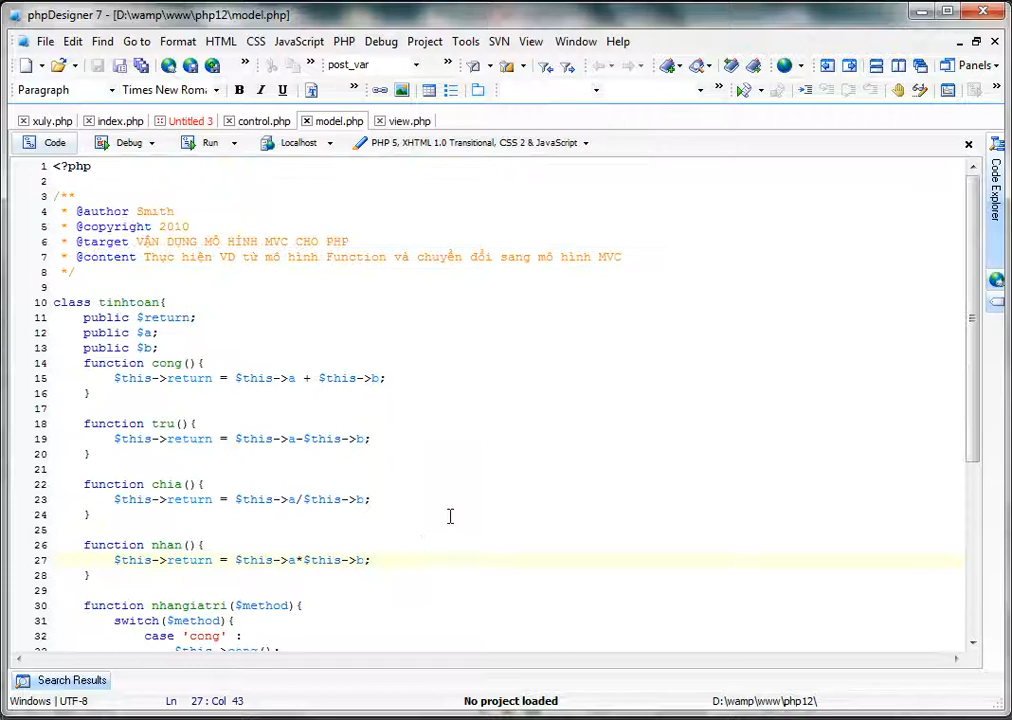 phpDesigner 7 - [D:\wamp\www\php12\model.php]
File Edit Find Go to Format HTML CSS JavaScript PHP Debug Project Tools SVN View Window Help
post_var Panels
Paragraph Times New Roma B I U
xuly.php index.php Untitled 3 control.php model.php view.php
Code Debug Run Localhost PHP 5, XHTML 1.0 Transitional, CSS 2 & JavaScript
Code Explorer
1 <?php
2
3 /**
4 * @author Smith
5 * @copyright 2010
6 * @target VẬN DỤNG MÔ HÌNH MVC CHO PHP
7 * @content Thực hiện VD từ mô hình Function và chuyển đổi sang mô hình MVC
8 */
9
10 class tinhtoan{
11 public $return;
12 public $a;
13 public $b;
14 function cong(){
15 $this->return = $this->a + $this->b;
16 }
17
18 function tru(){
19 $this->return = $this->a-$this->b;
20 }
21
22 function chia(){
23 $this->return = $this->a/$this->b;
24 }
25
26 function nhan(){
27 $this->return = $this->a*$this->b;
28 }
29
30 function nhangiatri($method){
31 switch($method){
32 case 'cong' :
33 $this->cong();
Search Results
Windows | UTF-8 Ln 27 : Col 43 No project loaded D:\wamp\www\php12\